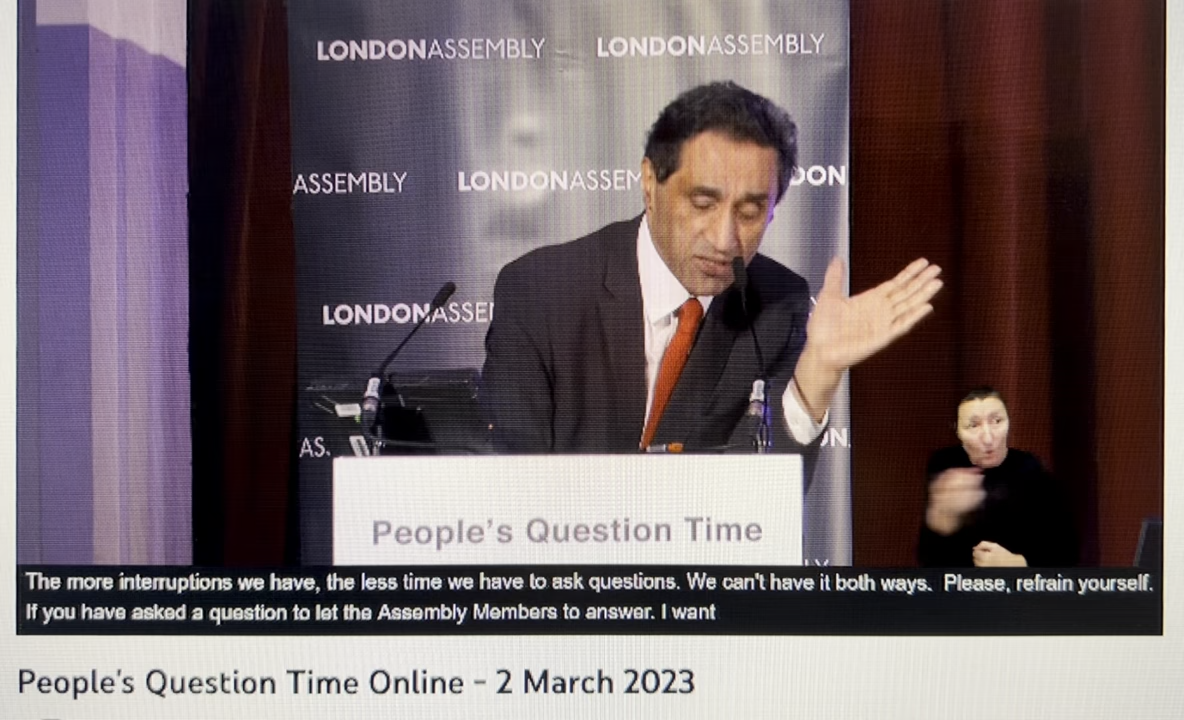 LONDONASSEMBLY LONDONASSEMBLY
ASSEMBLY LONDONASSEM DON
LONDONASSE
AS.
People's Question Time
LY
The more interruptions we have, the less time we have to ask questions. We can't have it both ways. Please, refrain yourself.
If you have asked a question to let the Assembly Members to answer. I want
People's Question Time Online - 2 March 2023